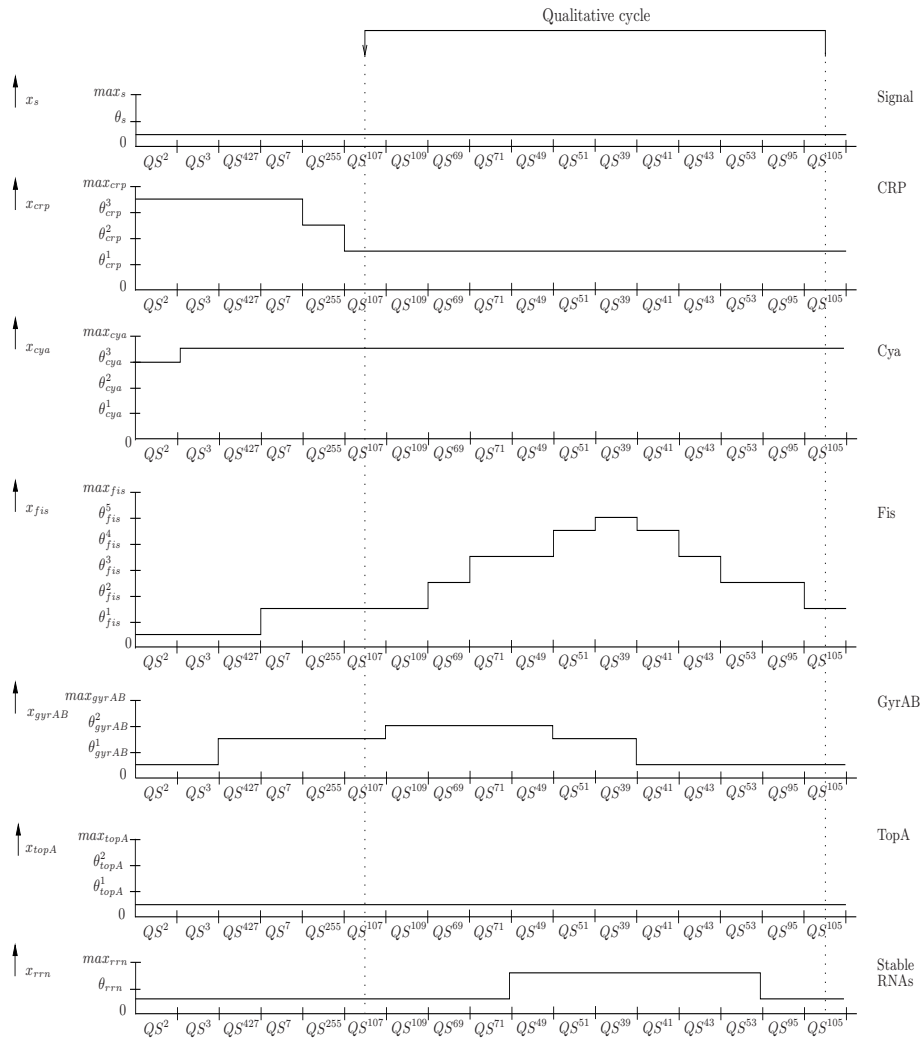 Qualitative cycle
x_s
max_s
θ_s
0
Signal
QS^2 QS^3 QS^427 QS^7 QS^255 QS^107 QS^109 QS^69 QS^71 QS^49 QS^51 QS^39 QS^41 QS^43 QS^53 QS^95 QS^105
x_crp
max_crp
θ^3_crp
θ^2_crp
θ^1_crp
0
CRP
QS^2 QS^3 QS^427 QS^7 QS^255 QS^107 QS^109 QS^69 QS^71 QS^49 QS^51 QS^39 QS^41 QS^43 QS^53 QS^95 QS^105
x_cya
max_cya
θ^3_cya
θ^2_cya
θ^1_cya
0
Cya
QS^2 QS^3 QS^427 QS^7 QS^255 QS^107 QS^109 QS^69 QS^71 QS^49 QS^51 QS^39 QS^41 QS^43 QS^53 QS^95 QS^105
x_fis
max_fis
θ^5_fis
θ^4_fis
θ^3_fis
θ^2_fis
θ^1_fis
0
Fis
QS^2 QS^3 QS^427 QS^7 QS^255 QS^107 QS^109 QS^69 QS^71 QS^49 QS^51 QS^39 QS^41 QS^43 QS^53 QS^95 QS^105
x_gyrAB
max_gyrAB
θ^2_gyrAB
θ^1_gyrAB
0
GyrAB
QS^2 QS^3 QS^427 QS^7 QS^255 QS^107 QS^109 QS^69 QS^71 QS^49 QS^51 QS^39 QS^41 QS^43 QS^53 QS^95 QS^105
x_topA
max_topA
θ^2_topA
θ^1_topA
0
TopA
QS^2 QS^3 QS^427 QS^7 QS^255 QS^107 QS^109 QS^69 QS^71 QS^49 QS^51 QS^39 QS^41 QS^43 QS^53 QS^95 QS^105
x_rrn
max_rrn
θ_rrn
0
Stable
RNAs
QS^2 QS^3 QS^427 QS^7 QS^255 QS^107 QS^109 QS^69 QS^71 QS^49 QS^51 QS^39 QS^41 QS^43 QS^53 QS^95 QS^105